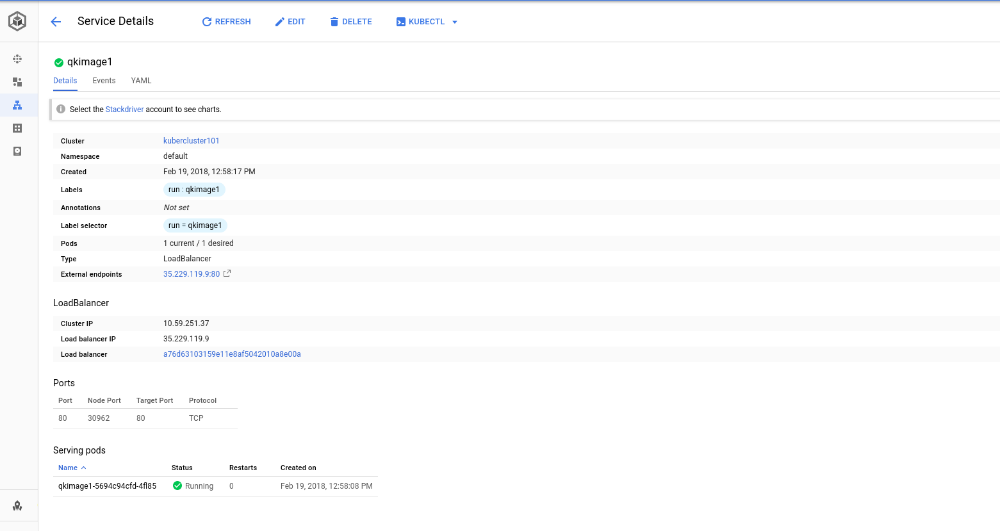 Service Details REFRESH EDIT DELETE KUBECTL
qkimage1
Details Events YAML
Select the Stackdriver account to see charts.
Cluster kubercluster101
Namespace default
Created Feb 19, 2018, 12:58:17 PM
Labels run : qkimage1
Annotations Not set
Label selector run = qkimage1
Pods 1 current / 1 desired
Type LoadBalancer
External endpoints 35.229.119.9:80
LoadBalancer
Cluster IP 10.59.251.37
Load balancer IP 35.229.119.9
Load balancer a76d63103159e11e8af5042010a8e00a
Ports
Port Node Port Target Port Protocol
80 30962 80 TCP
Serving pods
Name Status Restarts Created on
qkimage1-5694c94cfd-4fl85 Running 0 Feb 19, 2018, 12:58:08 PM